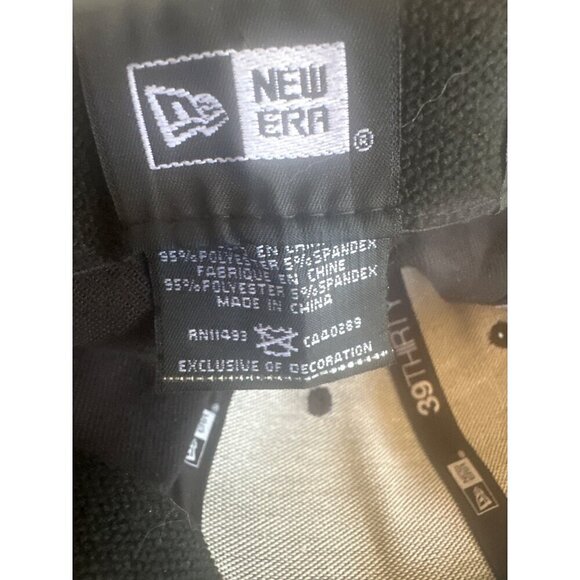 NEW
ERA
®
95%POLYESTER 5%SPANDEX
FABRIQUE EN CHINE
95%POLYESTER 5%SPANDEX
MADE IN CHINA
RN11493 CA40289
EXCLUSIVE OF DECORATION
39THIRTY